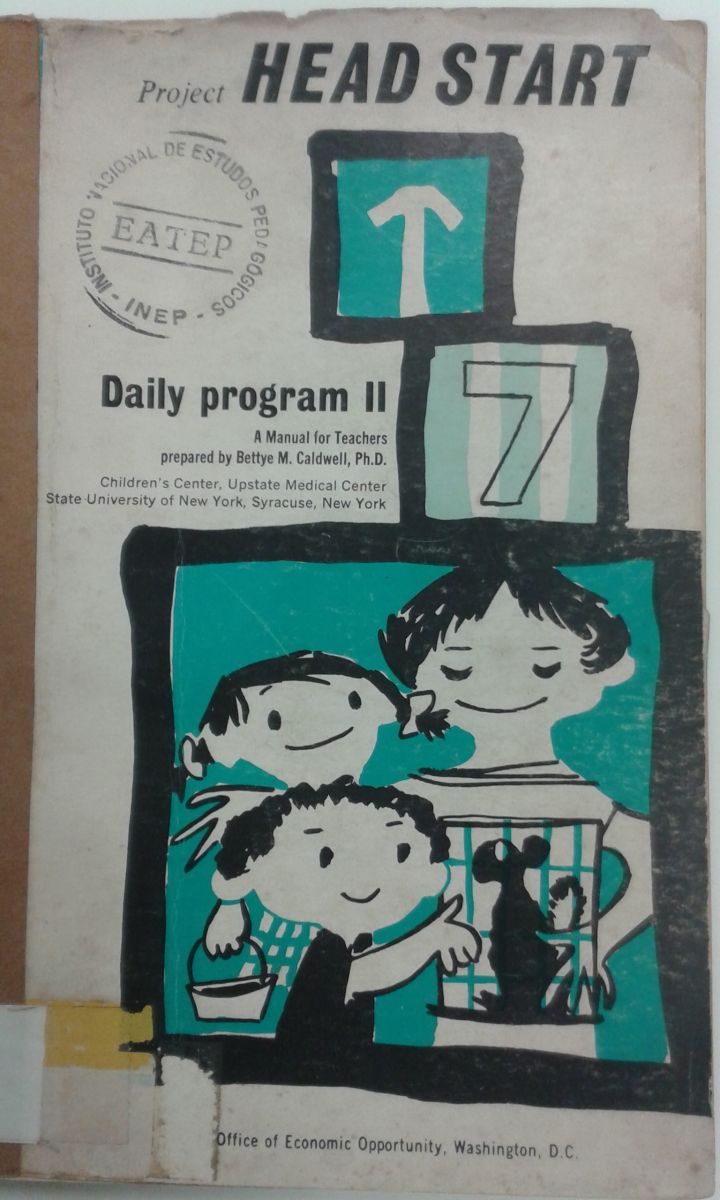 Project HEAD START
INSTITUTO NACIONAL DE ESTUDOS PEDAGÓGICOS
EATEP
- INEP -
7
Daily program II
A Manual for Teachers
prepared by Bettye M. Caldwell, Ph.D.
Children's Center, Upstate Medical Center
State University of New York, Syracuse, New York
Office of Economic Opportunity, Washington, D.C.